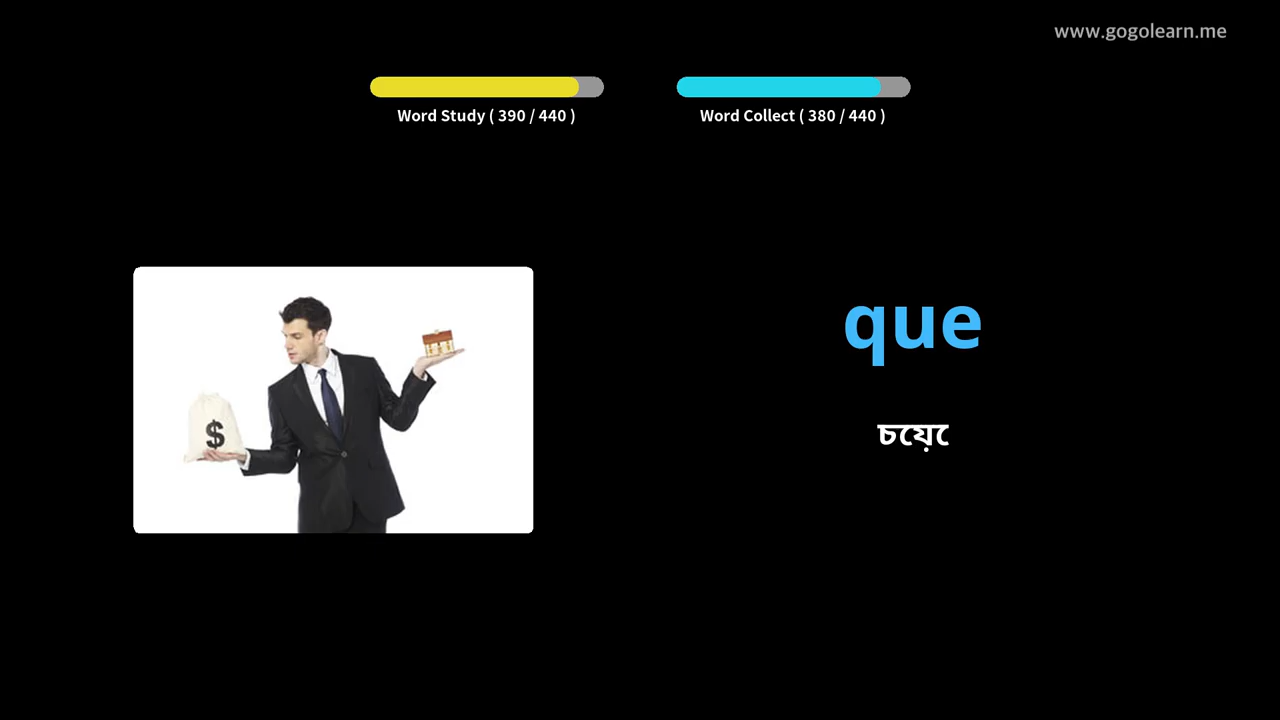 www.gogolearn.me
Word Study ( 390 / 440 )
Word Collect ( 380 / 440 )
$
que
চেয়ে